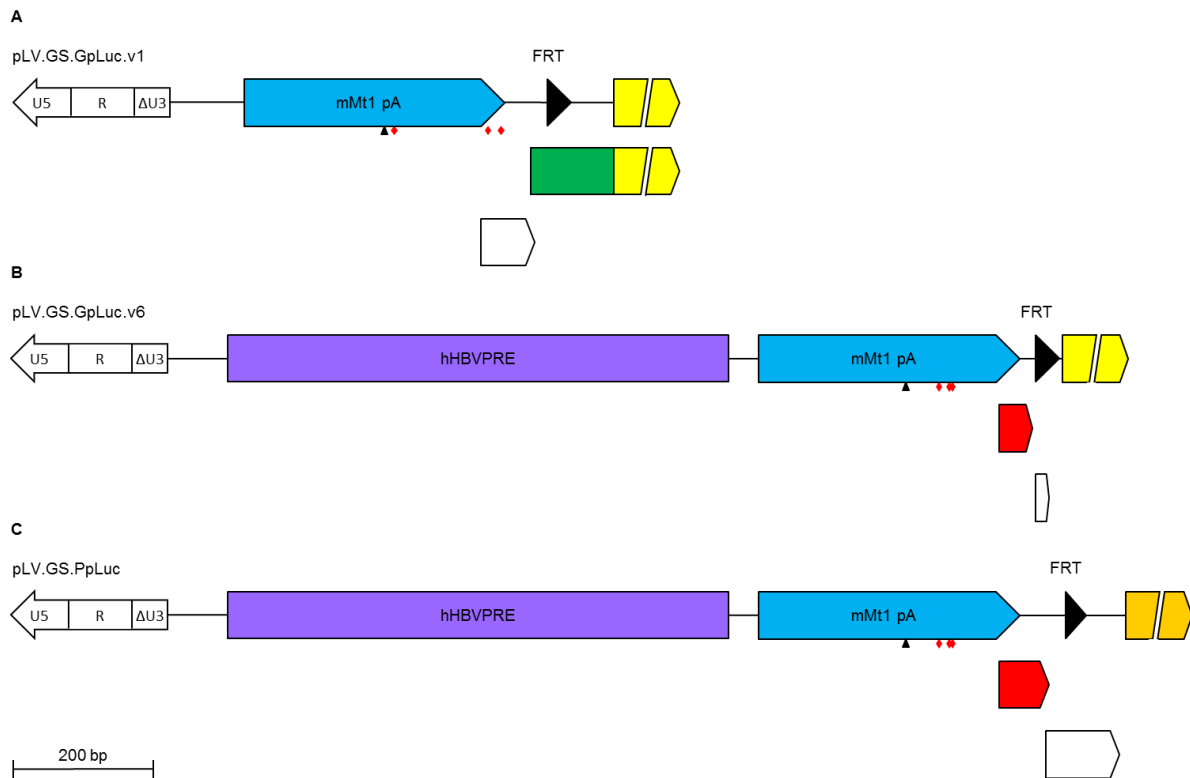 A
pLV.GS.GpLuc.v1
FRT
U5 R ΔU3 mMt1 pA
B
pLV.GS.GpLuc.v6
FRT
U5 R ΔU3 hHBVPRE mMt1 pA
C
pLV.GS.PpLuc
FRT
U5 R ΔU3 hHBVPRE mMt1 pA
200 bp